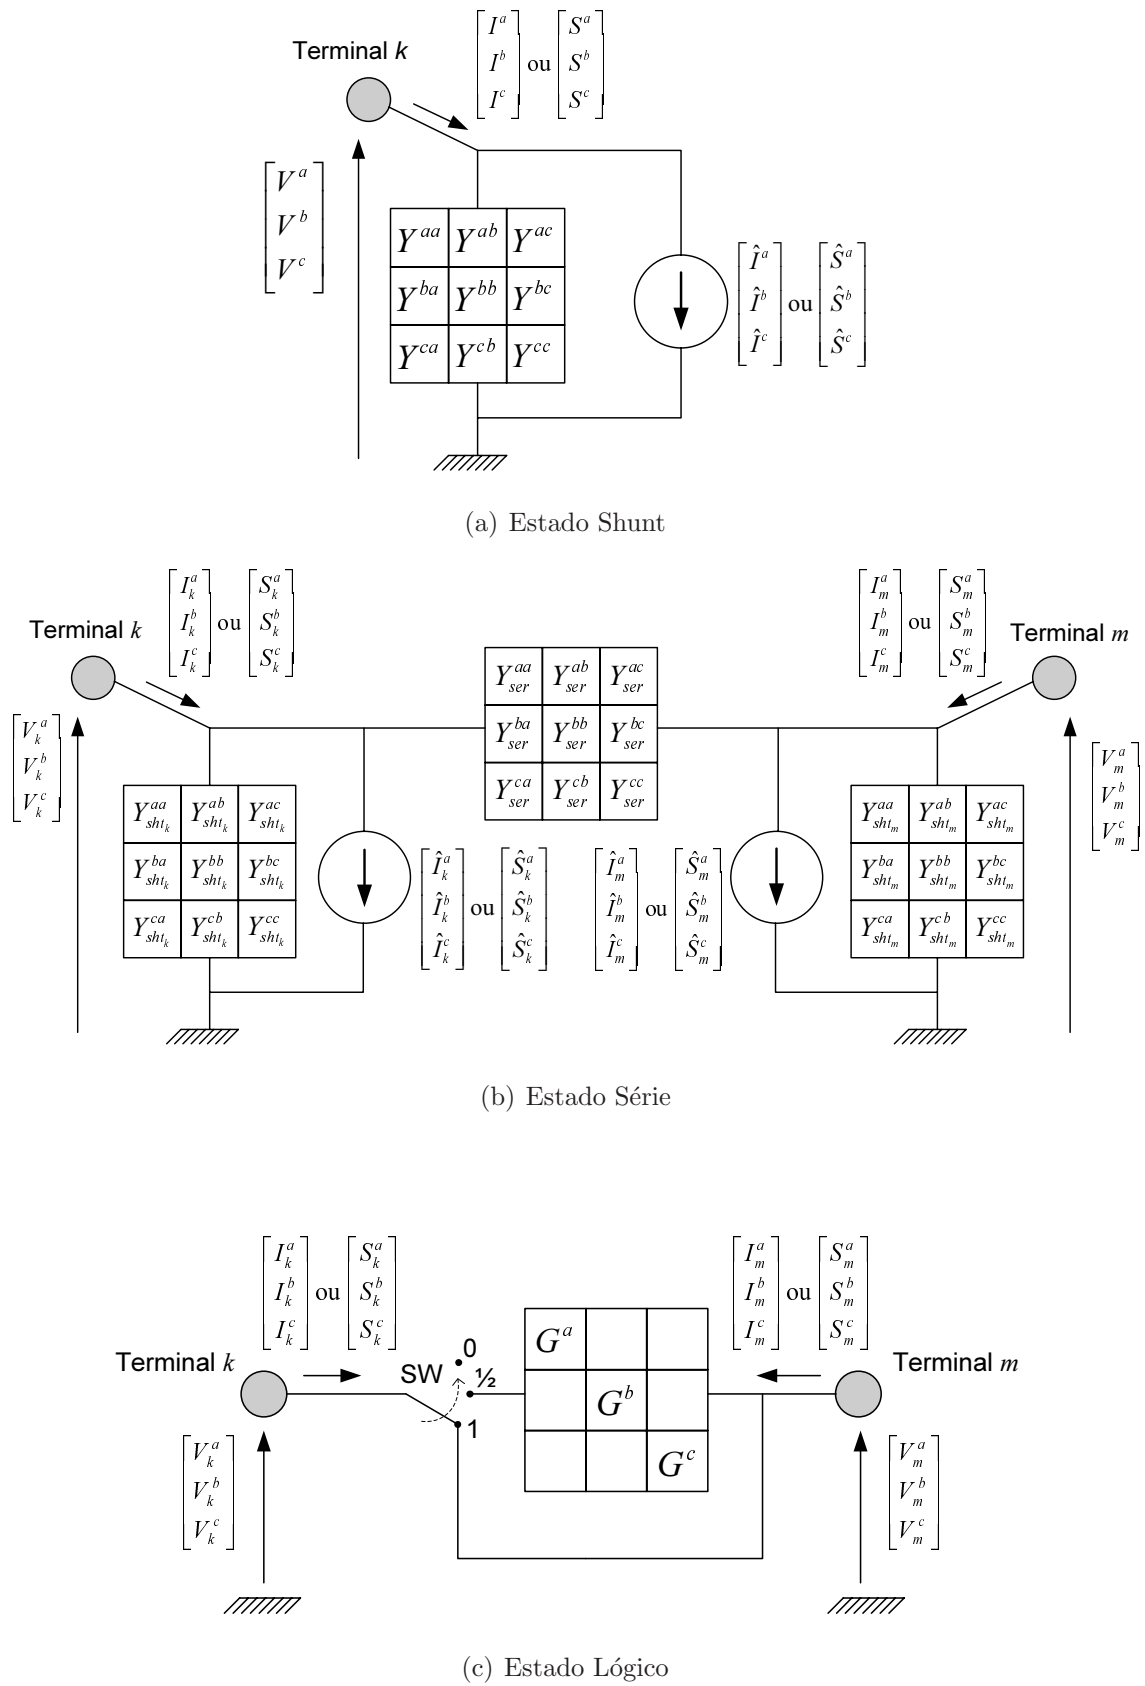 Terminal k
[I^a I^b I^c] ou [S^a S^b S^c]
[V^a V^b V^c]
Y^aa Y^ab Y^ac
Y^ba Y^bb Y^bc
Y^ca Y^cb Y^cc
[Î^a Î^b Î^c] ou [Ŝ^a Ŝ^b Ŝ^c]
(a) Estado Shunt
Terminal k
[I_k^a I_k^b I_k^c] ou [S_k^a S_k^b S_k^c]
[I_m^a I_m^b I_m^c] ou [S_m^a S_m^b S_m^c]
Terminal m
[V_k^a V_k^b V_k^c]
Y_ser^aa Y_ser^ab Y_ser^ac
Y_ser^ba Y_ser^bb Y_ser^bc
Y_ser^ca Y_ser^cb Y_ser^cc
[V_m^a V_m^b V_m^c]
Y_sht_k^aa Y_sht_k^ab Y_sht_k^ac
Y_sht_k^ba Y_sht_k^bb Y_sht_k^bc
Y_sht_k^ca Y_sht_k^cb Y_sht_k^cc
[Î_k^a Î_k^b Î_k^c] ou [Ŝ_k^a Ŝ_k^b Ŝ_k^c]
[Î_m^a Î_m^b Î_m^c] ou [Ŝ_m^a Ŝ_m^b Ŝ_m^c]
Y_sht_m^aa Y_sht_m^ab Y_sht_m^ac
Y_sht_m^ba Y_sht_m^bb Y_sht_m^bc
Y_sht_m^ca Y_sht_m^cb Y_sht_m^cc
(b) Estado Série
[I_k^a I_k^b I_k^c] ou [S_k^a S_k^b S_k^c]
[I_m^a I_m^b I_m^c] ou [S_m^a S_m^b S_m^c]
Terminal k
SW
0
½
1
G^a
G^b
G^c
Terminal m
[V_k^a V_k^b V_k^c]
[V_m^a V_m^b V_m^c]
(c) Estado Lógico